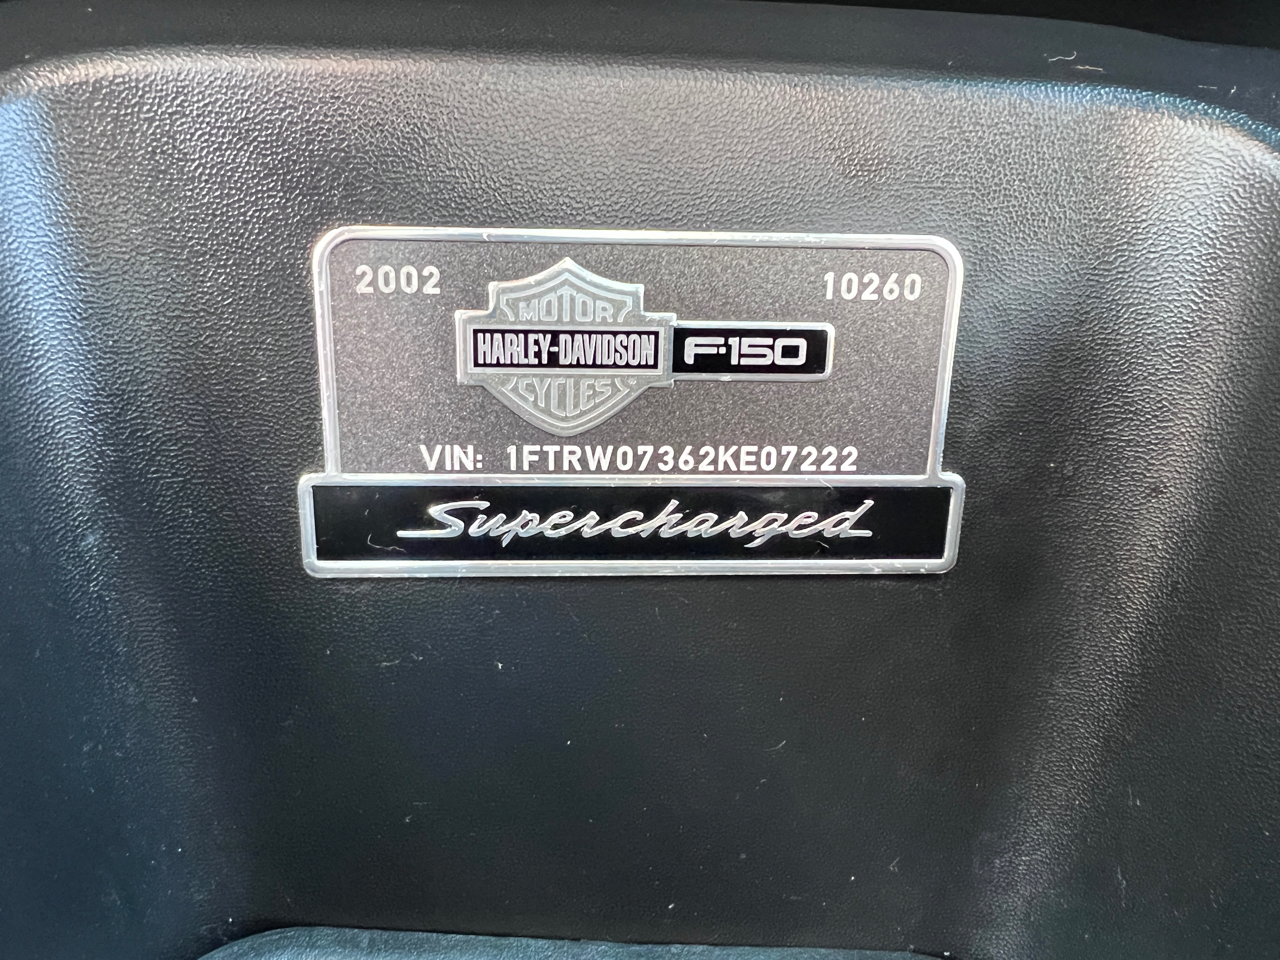 2002
10260
MOTOR
HARLEY-DAVIDSON
F-150
CYCLES
VIN: 1FTRW07362KE07222
Supercharged